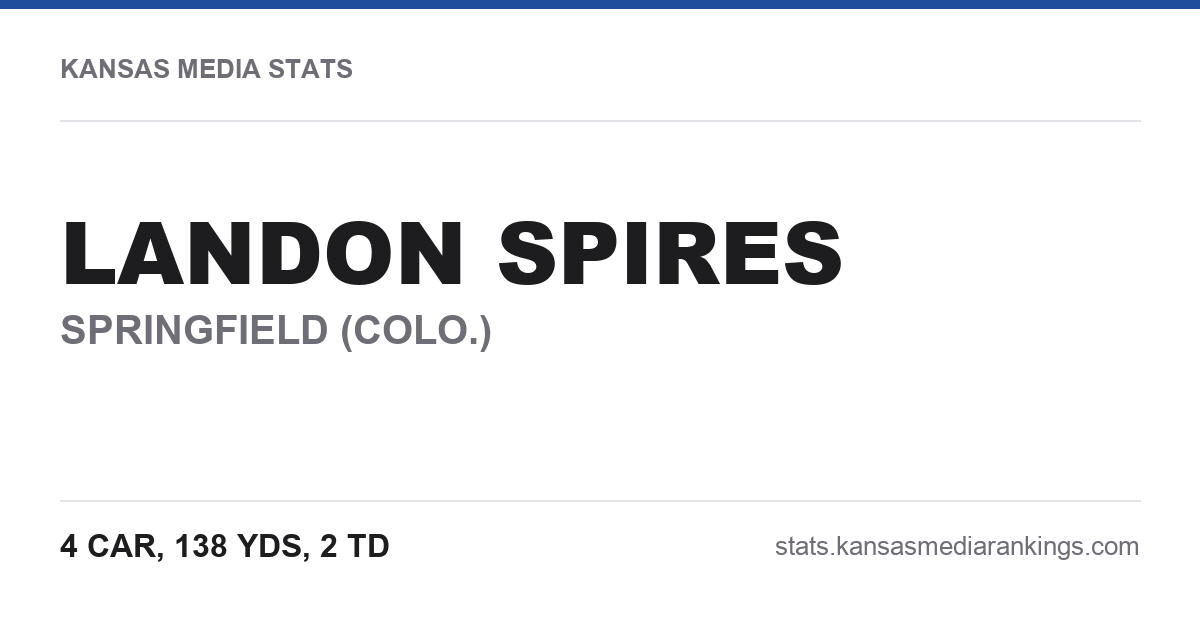 KANSAS MEDIA STATS
LANDON SPIRES
SPRINGFIELD (COLO.)
4 CAR, 138 YDS, 2 TD
stats.kansasmediarankings.com